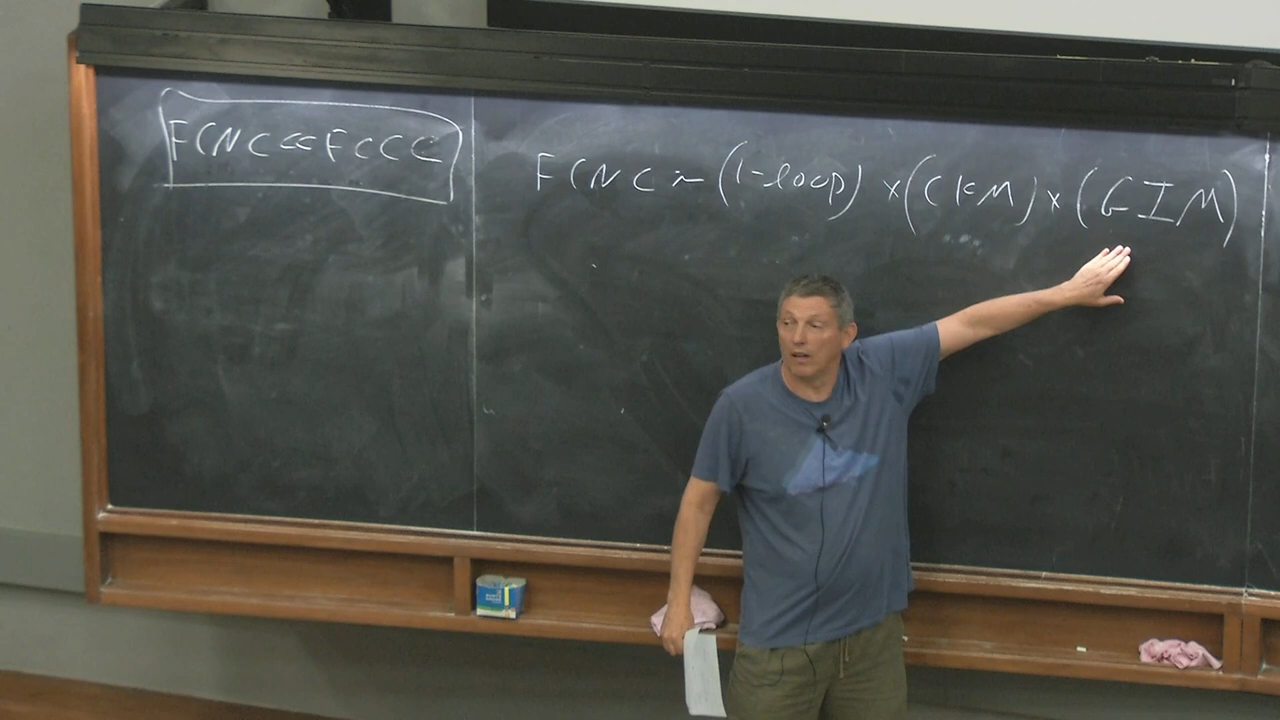 FCNC << FCCC
FCNC ~ (1-loop) × (CKM) × (GIM)